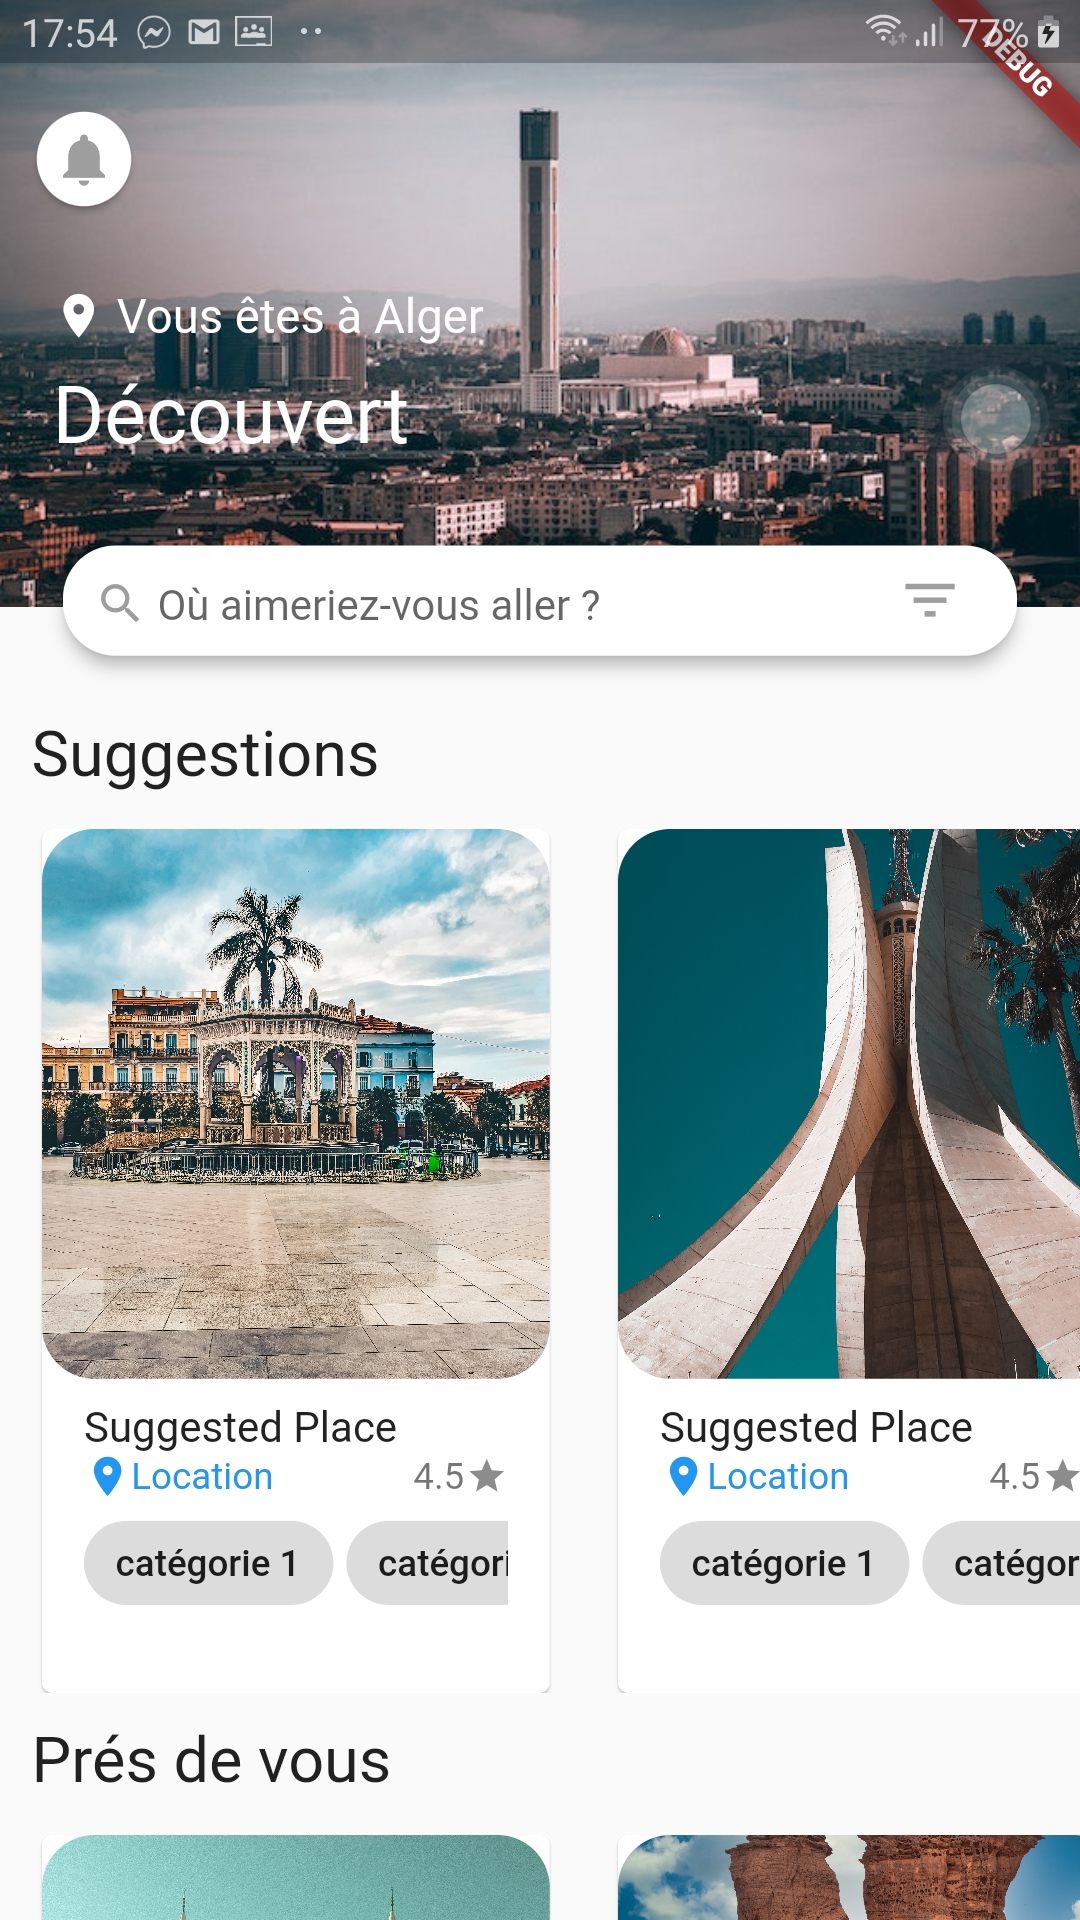 17:54
77%
DEBUG
Vous êtes à Alger
Découvert
Où aimeriez-vous aller ?
Suggestions
Suggested Place
Location
4.5
catégorie 1
catégori
Suggested Place
Location
4.5
catégorie 1
catégor
Prés de vous